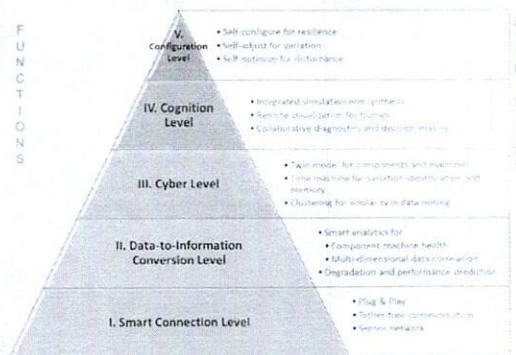 FUNCTIONS
V.
Configuration
Level
• Self-configure for resilience
• Self-adjust for variation
• Self-optimize for disturbance
IV. Cognition
Level
• Integrated simulation and synthesis
• Remote visualization for human
• Collaborative diagnostics and decision making
III. Cyber Level
• Twin model for components and machines
• Time machine for variation identification and
memory
• Clustering for similarity in data mining
II. Data-to-Information
Conversion Level
• Smart analytics for:
• Component machine health
• Multi-dimensional data correlation
• Degradation and performance prediction
I. Smart Connection Level
• Plug & Play
• Tether-free communication
• Sensor network